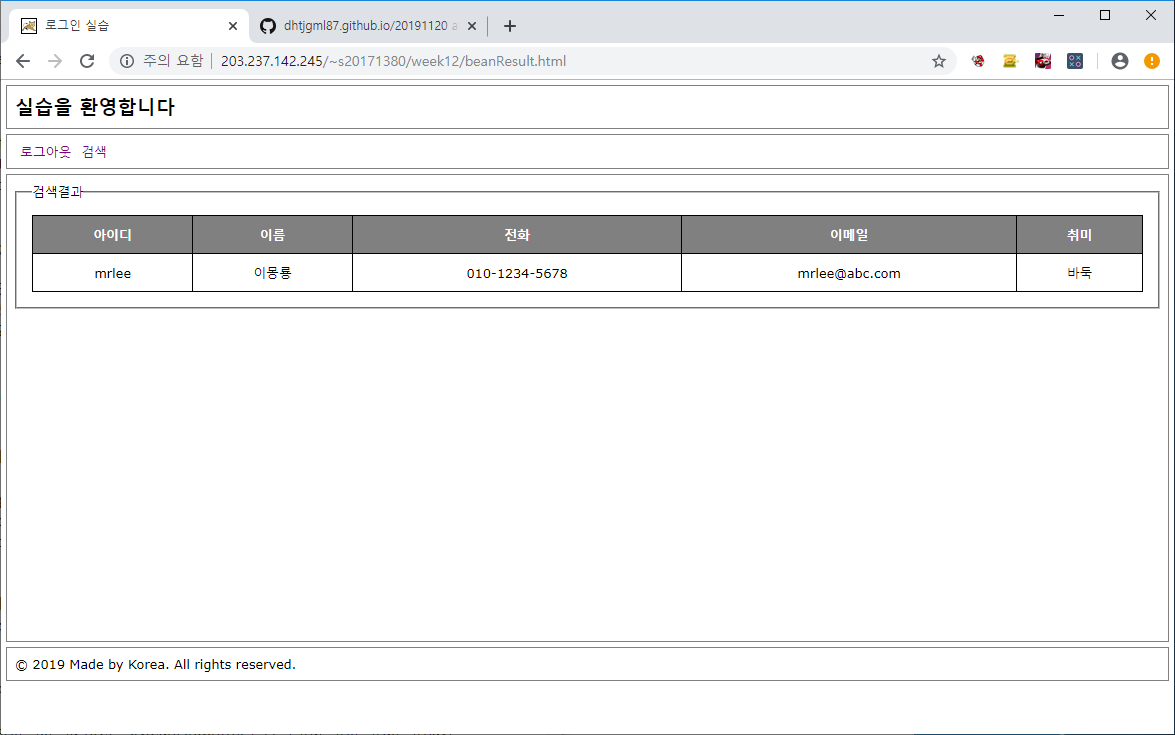 로그인 실습
dhtjgml87.github.io/20191120 a
주의 요함 203.237.142.245/~s20171380/week12/beanResult.html
실습을 환영합니다
로그아웃 검색
검색결과
아이디 이름 전화 이메일 취미
mrlee 이몽룡 010-1234-5678 mrlee@abc.com 바둑
© 2019 Made by Korea. All rights reserved.